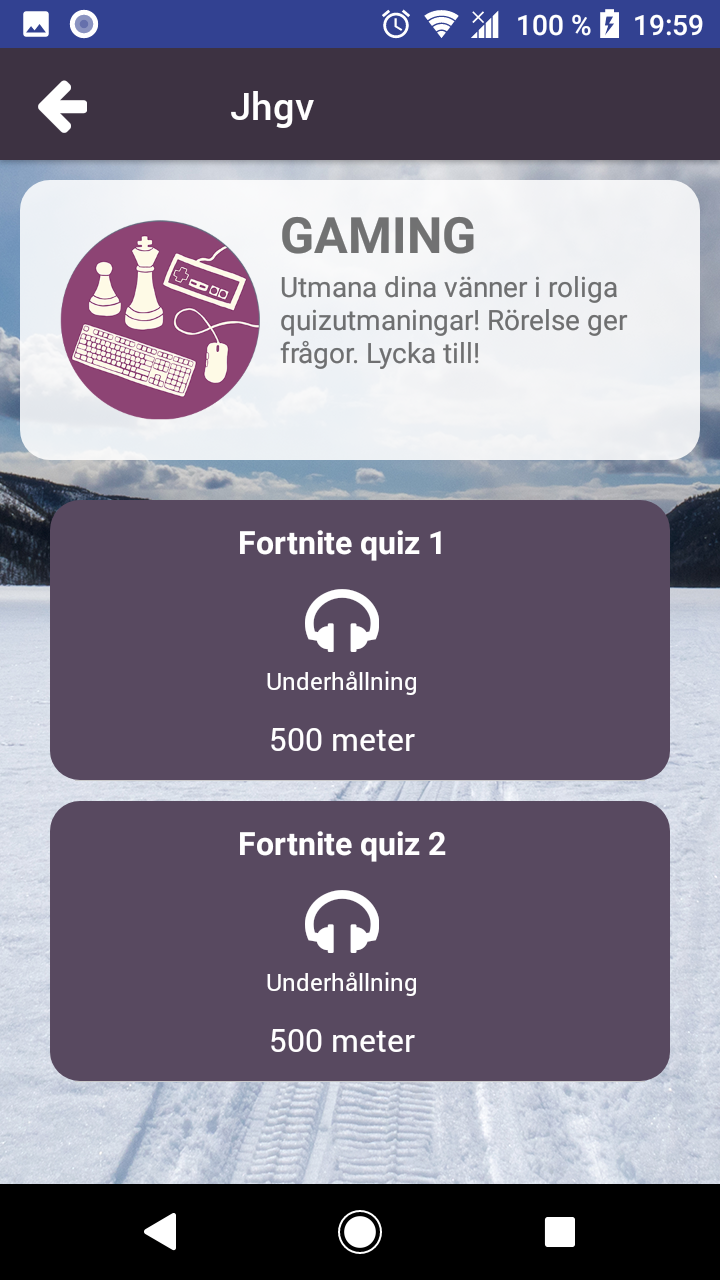 100 % 19:59
Jhgv
GAMING
Utmana dina vänner i roliga
quizutmaningar! Rörelse ger
frågor. Lycka till!
Fortnite quiz 1
Underhållning
500 meter
Fortnite quiz 2
Underhållning
500 meter